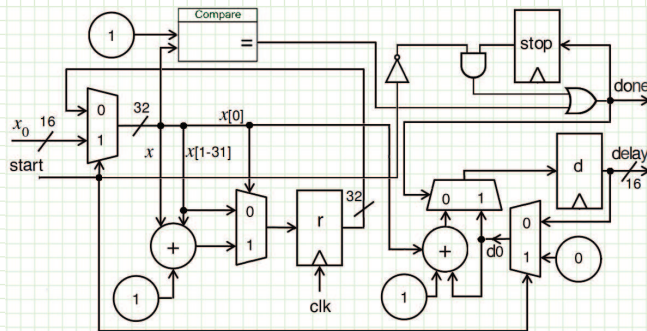 Compare
1
=
stop
done
0
1
32
x[0]
x₀
16
x
x[1-31]
start
d
delay
16
0
1
0
1
r
32
+
+
d0
0
1
0
1
1
clk